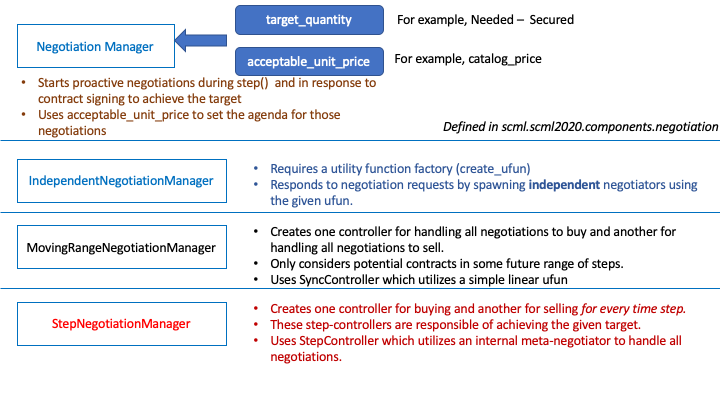 target_quantity
For example, Needed – Secured
Negotiation Manager
acceptable_unit_price
For example, catalog_price
• Starts proactive negotiations during step() and in response to
contract signing to achieve the target
• Uses acceptable_unit_price to set the agenda for those
negotiations
Defined in scml.scml2020.components.negotiation
IndependentNegotiationManager
• Requires a utility function factory (create_ufun)
• Responds to negotiation requests by spawning independent negotiators using
the given ufun.
MovingRangeNegotiationManager
• Creates one controller for handling all negotiations to buy and another for
handling all negotiations to sell.
• Only considers potential contracts in some future range of steps.
• Uses SyncController which utilizes a simple linear ufun
StepNegotiationManager
• Creates one controller for buying and another for selling for every time step.
• These step-controllers are responsible of achieving the given target.
• Uses StepController which utilizes an internal meta-negotiator to handle all
negotiations.